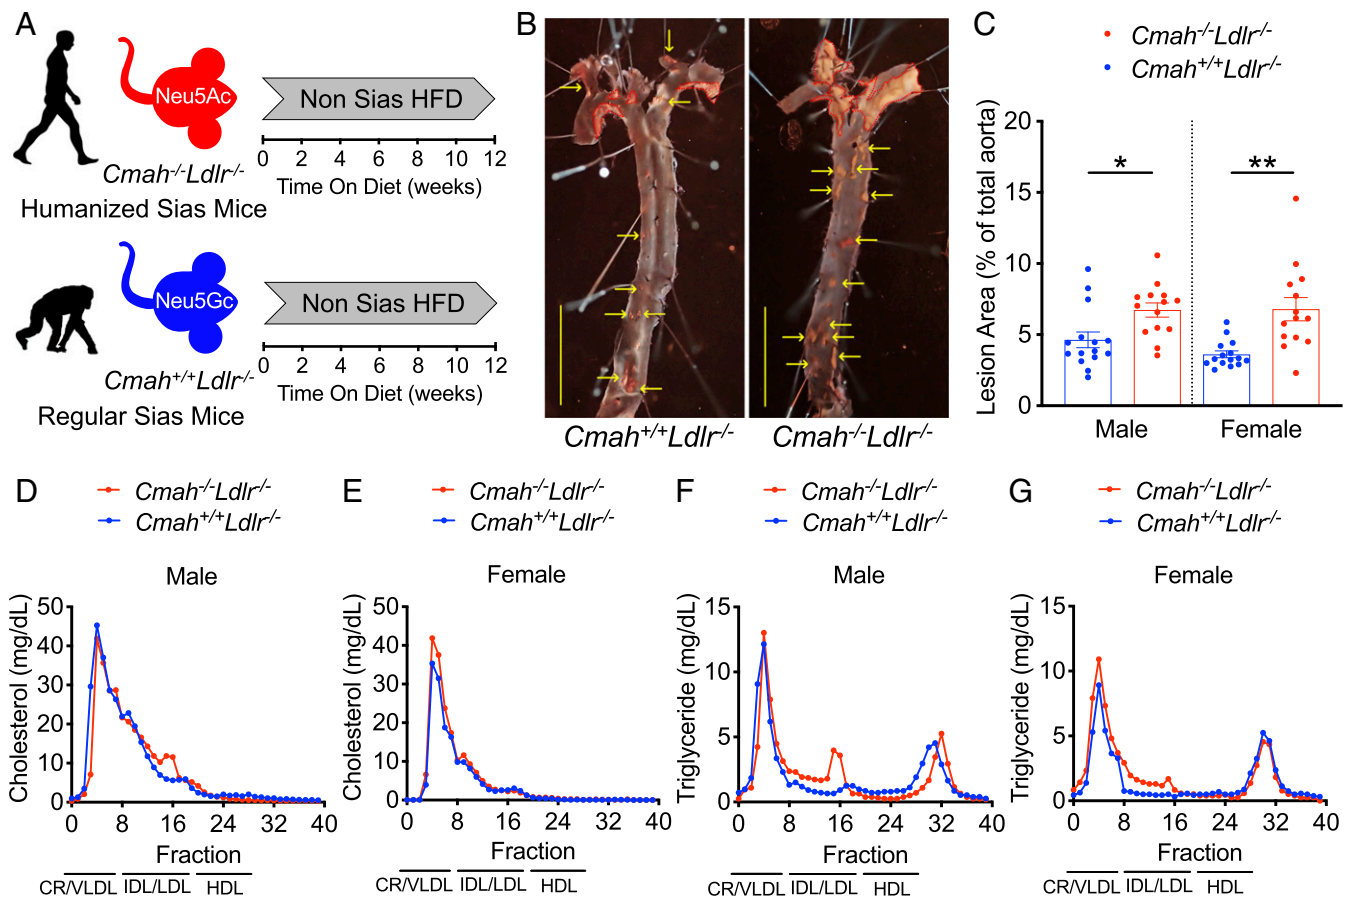 A
Neu5Ac
Non Sias HFD
0 2 4 6 8 10 12
Time On Diet (weeks)
Cmah-/-Ldlr-/-
Humanized Sias Mice
Neu5Gc
Non Sias HFD
0 2 4 6 8 10 12
Time On Diet (weeks)
Cmah+/+Ldlr-/-
Regular Sias Mice
B
Cmah+/+Ldlr-/-
Cmah-/-Ldlr-/-
C
Cmah-/-Ldlr-/-
Cmah+/+Ldlr-/-
Lesion Area (% of total aorta)
20
15
10
5
0
*
**
Male
Female
D
Cmah-/-Ldlr-/-
Cmah+/+Ldlr-/-
Male
Cholesterol (mg/dL)
50
40
30
20
10
0
0 8 16 24 32 40
Fraction
CR/VLDL IDL/LDL HDL
E
Cmah-/-Ldlr-/-
Cmah+/+Ldlr-/-
Female
Cholesterol (mg/dL)
50
40
30
20
10
0
0 8 16 24 32 40
Fraction
CR/VLDL IDL/LDL HDL
F
Cmah-/-Ldlr-/-
Cmah+/+Ldlr-/-
Male
Triglyceride (mg/dL)
15
10
5
0
0 8 16 24 32 40
Fraction
CR/VLDL IDL/LDL HDL
G
Cmah-/-Ldlr-/-
Cmah+/+Ldlr-/-
Female
Triglyceride (mg/dL)
15
10
5
0
0 8 16 24 32 40
Fraction
CR/VLDL IDL/LDL HDL